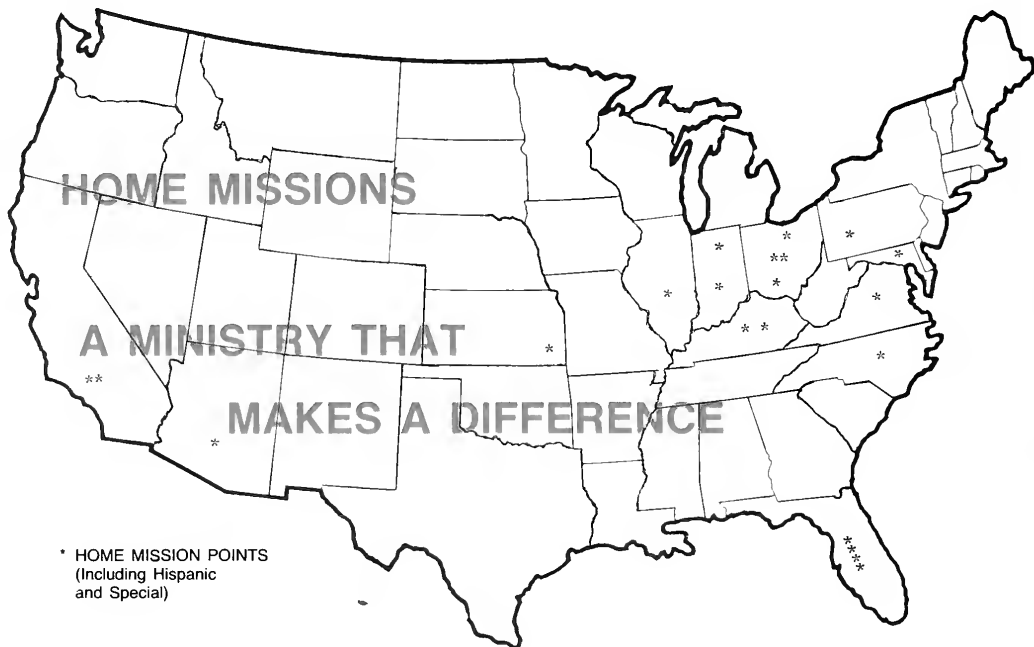 HOME MISSIONS
A MINISTRY THAT
MAKES A DIFFERENCE
* HOME MISSION POINTS
(Including Hispanic
and Special)